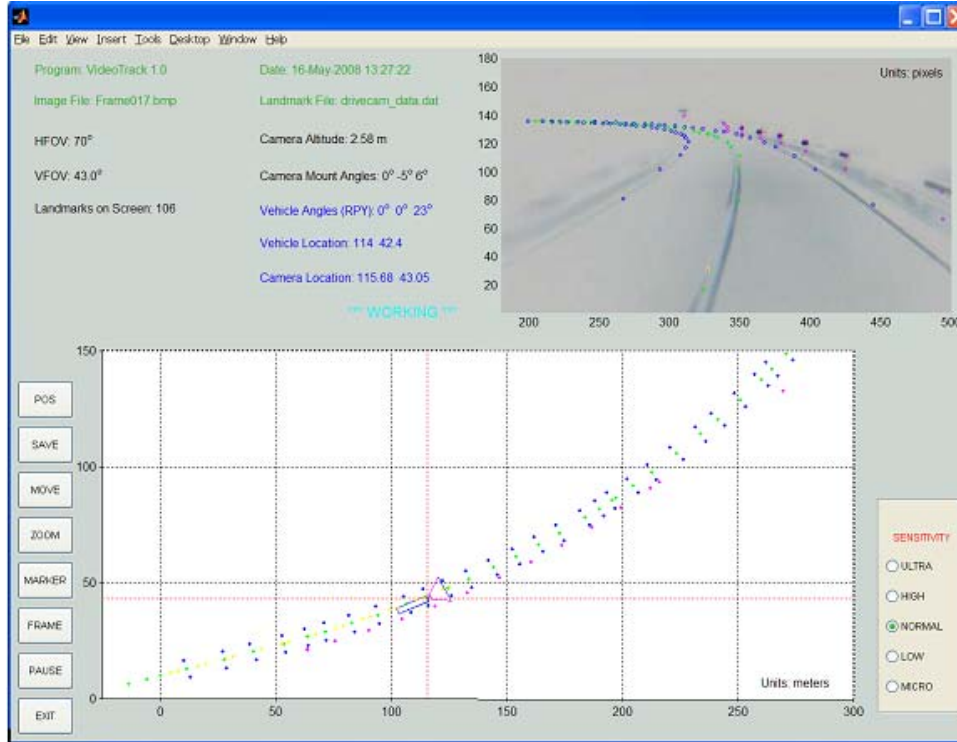 File Edit View Insert Tools Desktop Window Help
Program: VideoTrack 1.0
Date: 16-May-2008 13:27:22
Image File: Frame017.bmp
Landmark File: drivecam_data.dat
HFOV: 70°
Camera Altitude: 2.58 m
VFOV: 43.0°
Camera Mount Angles: 0° -5° 6°
Landmarks on Screen: 106
Vehicle Angles (RPY): 0° 0° 23°
Vehicle Location: 114 42.4
Camera Location: 115.68 43.05
*** WORKING ***
Units: pixels
180
160
140
120
100
80
60
40
20
200 250 300 350 400 450 500
POS
SAVE
MOVE
ZOOM
MARKER
FRAME
PAUSE
EXIT
150
100
50
0
0 50 100 150 200 250 300
Units: meters
SENSITIVITY
ULTRA
HIGH
NORMAL
LOW
MICRO